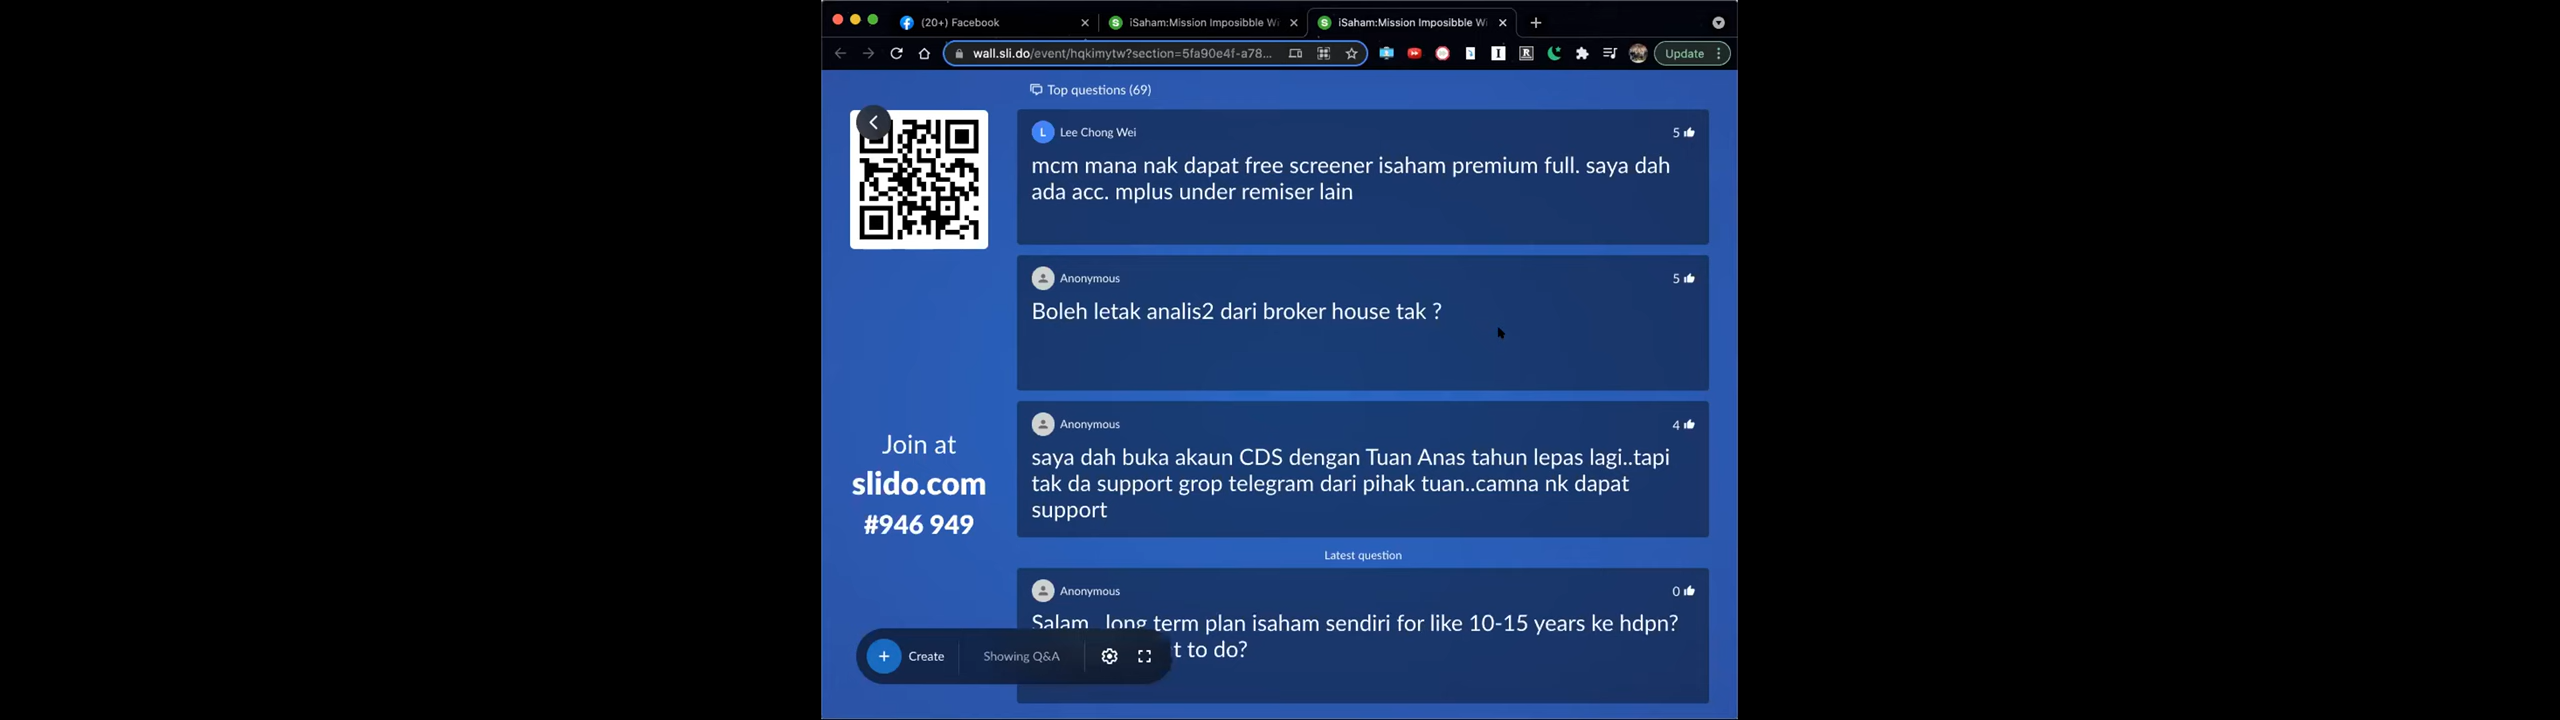 (20+) Facebook
iSaham:Mission Imposibble Wi
iSaham:Mission Imposibble Wi
wall.sli.do/event/hqkimytw?section=5fa90e4f-a78...
Update
Top questions (69)
L
Lee Chong Wei
5
mcm mana nak dapat free screener isaham premium full. saya dah
ada acc. mplus under remiser lain
Anonymous
5
Boleh letak analis2 dari broker house tak ?
Anonymous
4
saya dah buka akaun CDS dengan Tuan Anas tahun lepas lagi..tapi
tak da support grop telegram dari pihak tuan..camna nk dapat
support
Join at
slido.com
#946 949
Latest question
Anonymous
0
Salam long term plan isaham sendiri for like 10-15 years ke hdpn?
t to do?
Create
Showing Q&A